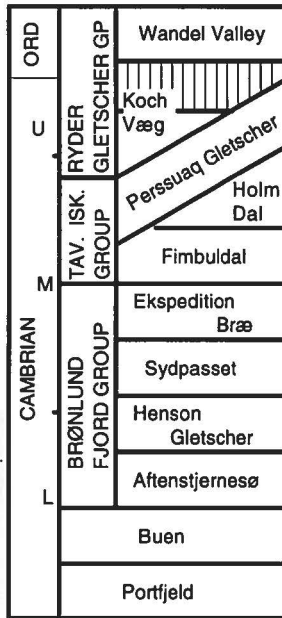 ORD
U
M
CAMBRIAN
L
RYDER
GLETSCHER GP
TAV. ISK.
GROUP
BRØNLUND
FJORD GROUP
Wandel Valley
Koch
Væg
Perssuaq Gletscher
Holm
Dal
Fimbuldal
Ekspedition
Bræ
Sydpasset
Henson
Gletscher
Aftenstjernesø
Buen
Portfjeld